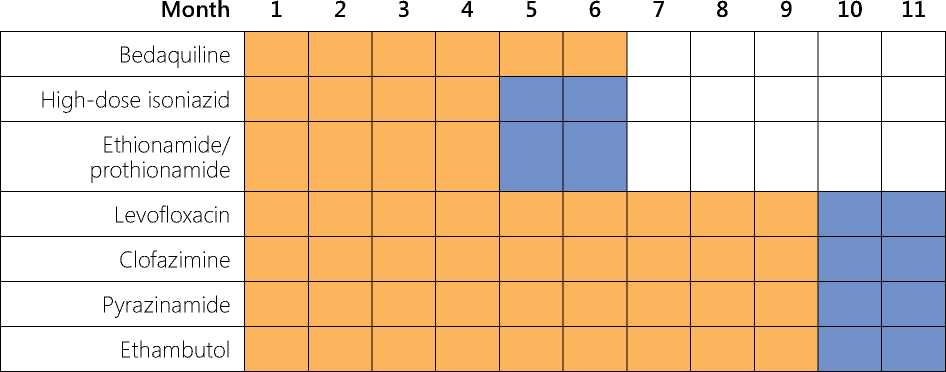 Month 1 2 3 4 5 6 7 8 9 10 11
Bedaquiline
High-dose isoniazid
Ethionamide/
prothionamide
Levofloxacin
Clofazimine
Pyrazinamide
Ethambutol